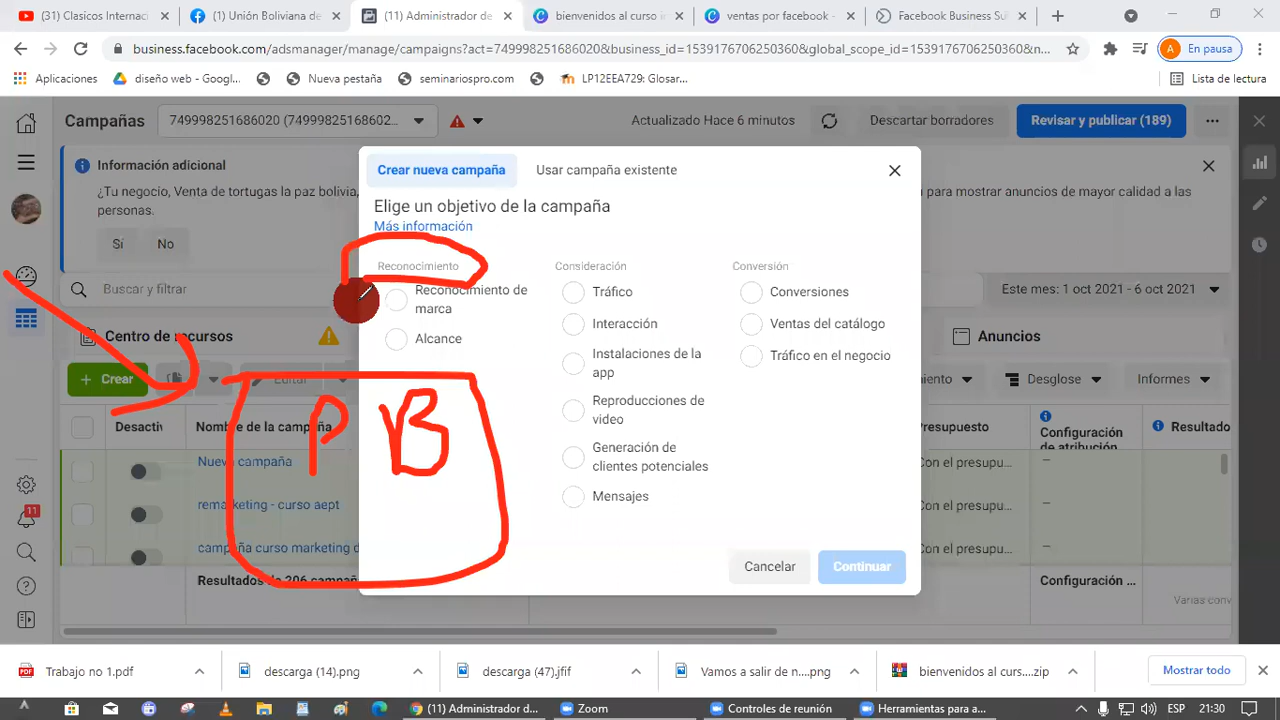 (31) Clasicos Internaci
(1) Unión Boliviana de
(11) Administrador de
bienvenidos al curso in
ventas por facebook -
Facebook Business Sui
business.facebook.com/adsmanager/manage/campaigns?act=749998251686020&business_id=1539176706250360&global_scope_id=1539176706250360&n...
A En pausa
Aplicaciones
diseño web - Googl...
Nueva pestaña
seminariospro.com
LP12EEA729: Glosar...
Lista de lectura
Campañas
749998251686020 (74999825168602...
Actualizado Hace 6 minutos
Descartar borradores
Revisar y publicar (189)
Información adicional
¿Tu negocio, Venta de tortugas la paz bolivia,
para mostrar anuncios de mayor calidad a las
personas.
Sí
No
Buscar y filtrar
Este mes: 1 oct 2021 - 6 oct 2021
Centro de recursos
Anuncios
+ Crear
Editar
Desglose
Informes
Desactiv
Nombre de la campaña
Presupuesto
Configuración de atribución
Resultado
Nueva campaña
Con el presupu...
remarketing - curso aept
Con el presupu...
campaña curso marketing d
Con el presupu...
Resultados de 206 campañ
Configuración ...
Varias conv
Crear nueva campaña
Usar campaña existente
Elige un objetivo de la campaña
Más información
Reconocimiento
Consideración
Conversión
Reconocimiento de
marca
Alcance
Tráfico
Interacción
Instalaciones de la
app
Reproducciones de
video
Generación de
clientes potenciales
Mensajes
Conversiones
Ventas del catálogo
Tráfico en el negocio
Cancelar
Continuar
P B
11
Trabajo no 1.pdf
descarga (14).png
descarga (47).jfif
Vamos a salir de n....png
bienvenidos al curs....zip
Mostrar todo
(11) Administrador d...
Zoom
Controles de reunión
Herramientas para a...
ESP
21:30